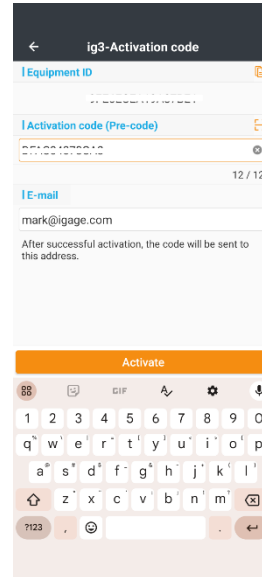 ig3-Activation code
Equipment ID
Activation code (Pre-code)
12 / 12
E-mail
mark@igage.com
After successful activation, the code will be sent to
this address.
Activate
GIF
1 2 3 4 5 6 7 8 9 0
q w e r t y u i o p
a s d f g h j k l
z x c v b n m
?123 , .